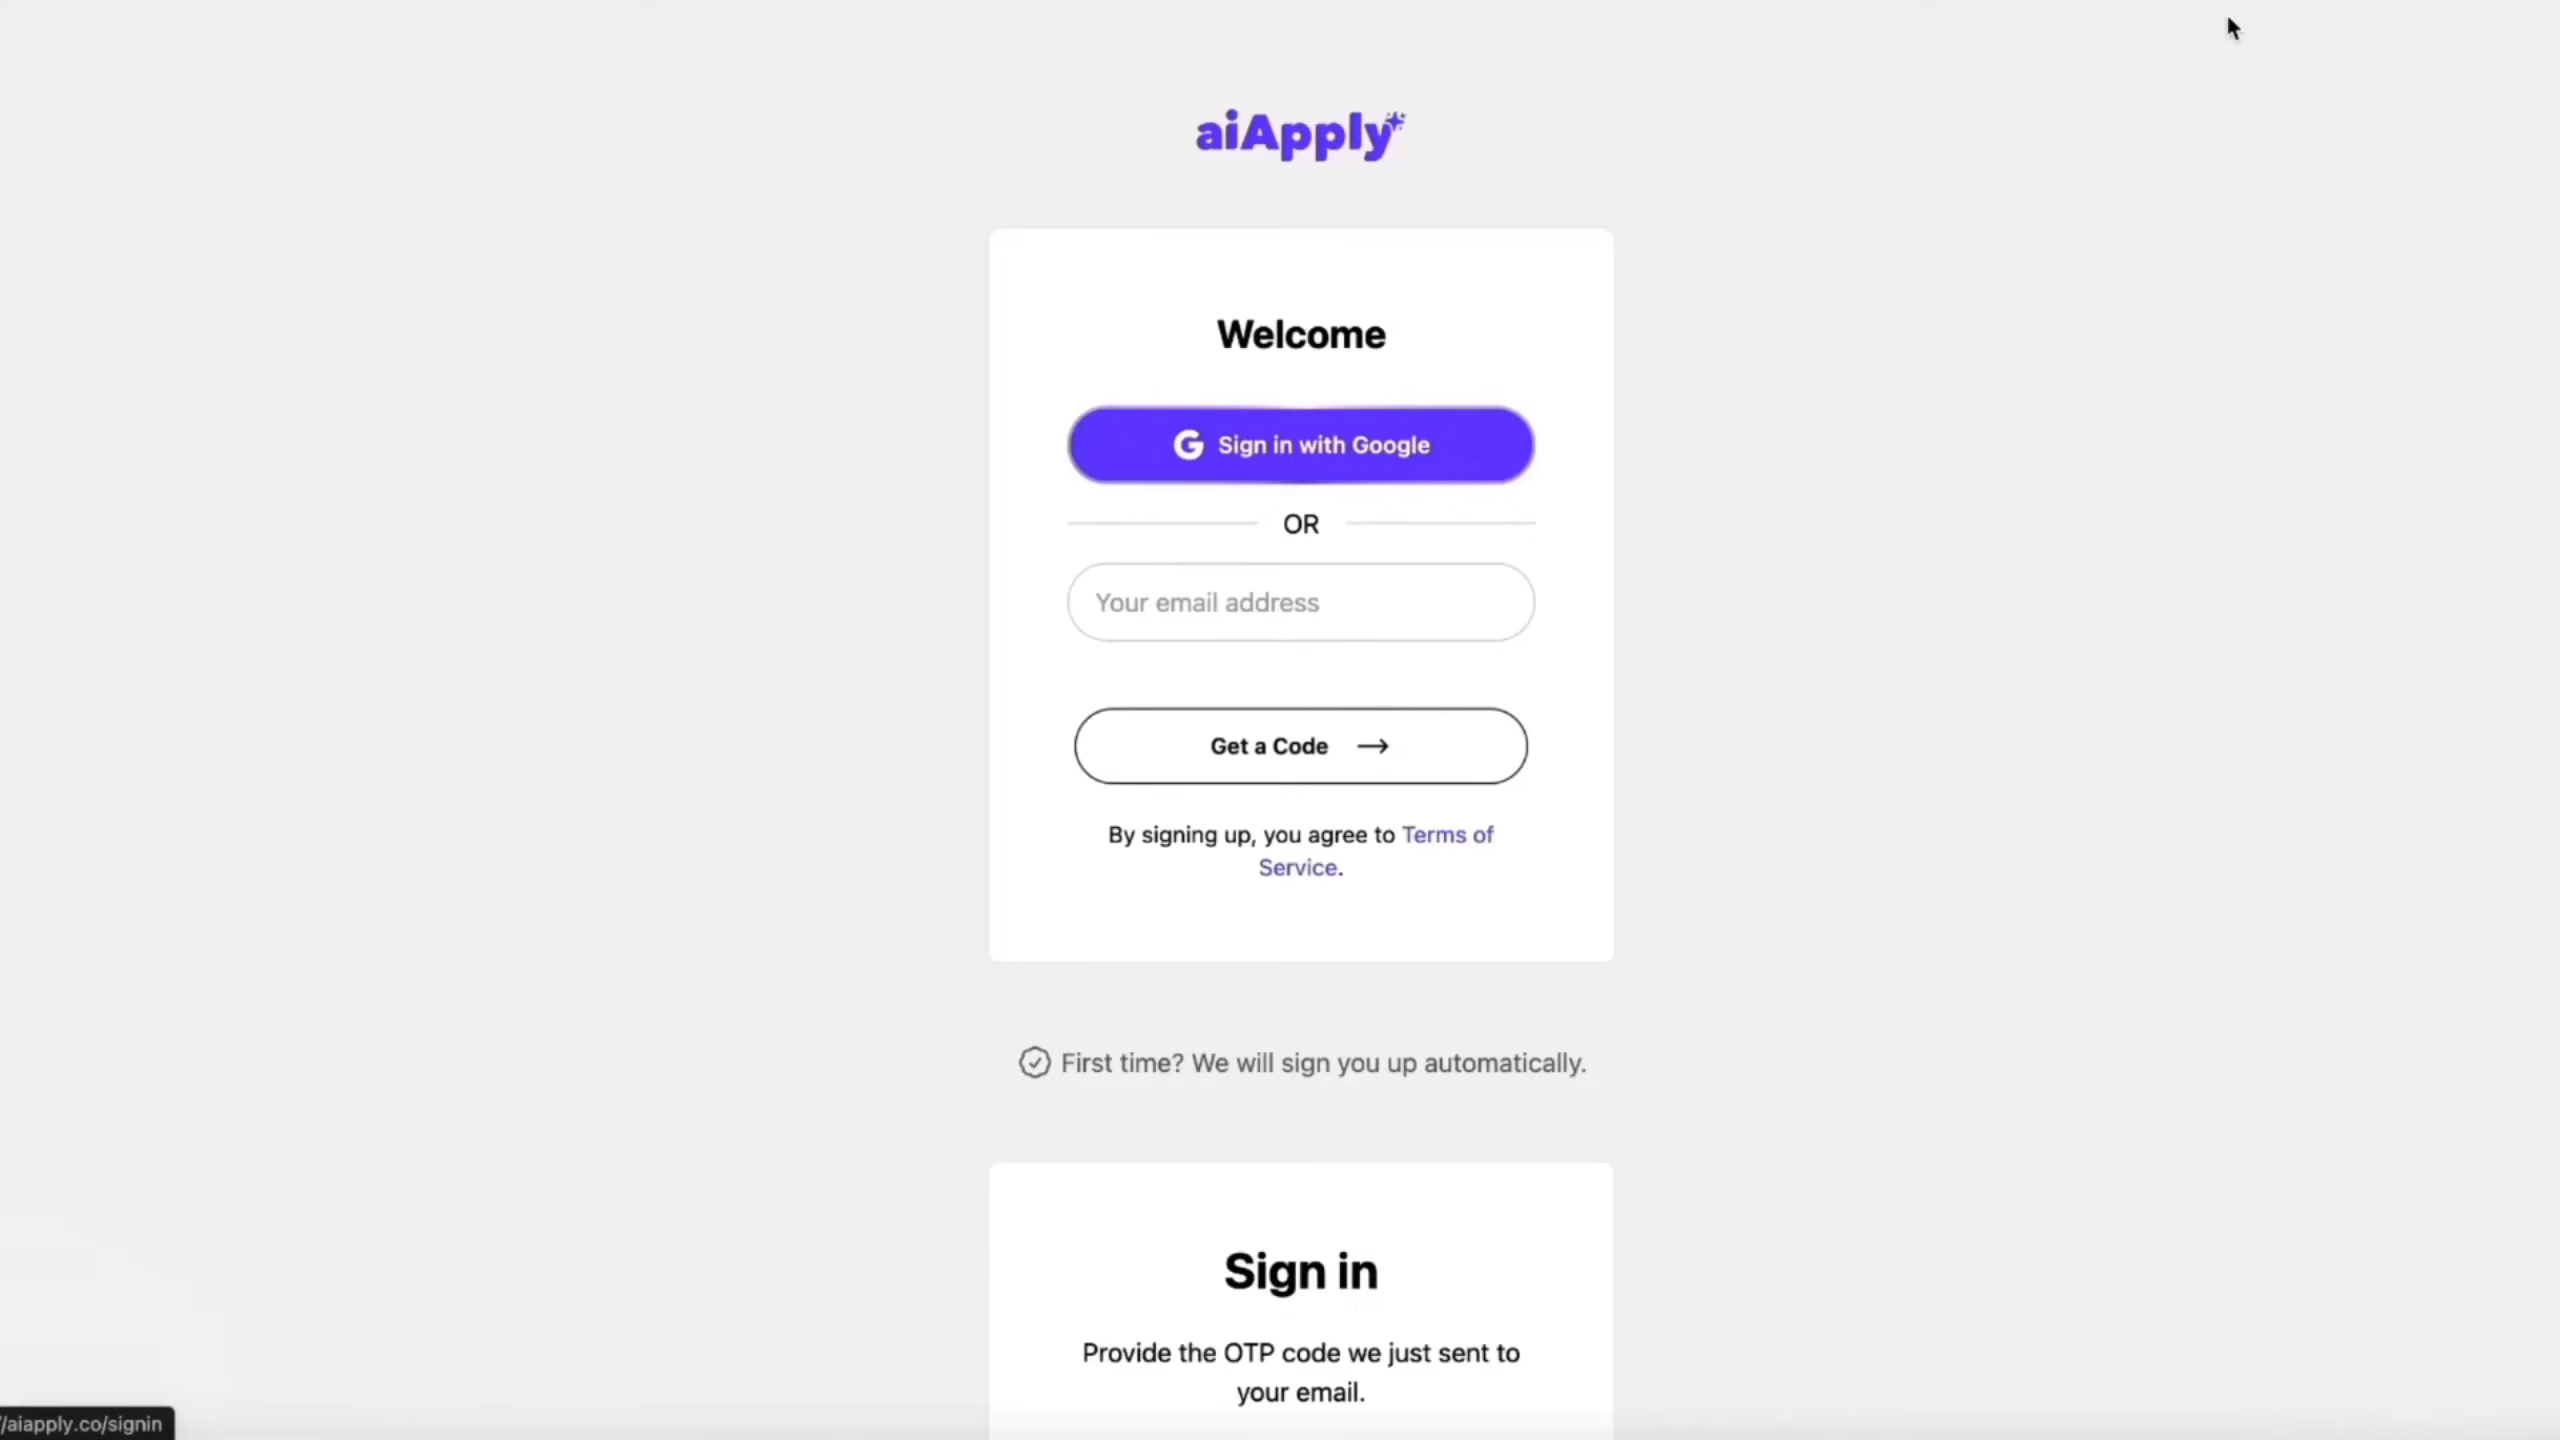 aiApply
Welcome
Sign in with Google
OR
Your email address
Get a Code
By signing up, you agree to Terms of
Service.
First time? We will sign you up automatically.
Sign in
Provide the OTP code we just sent to
your email.
/aiapply.co/signin